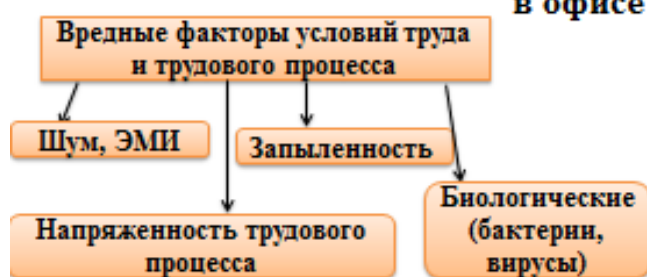 в офисе
Вредные факторы условий труда
и трудового процесса
Шум, ЭМИ
Запыленность
Биологические
(бактерии,
вирусы)
Напряженность трудового
процесса